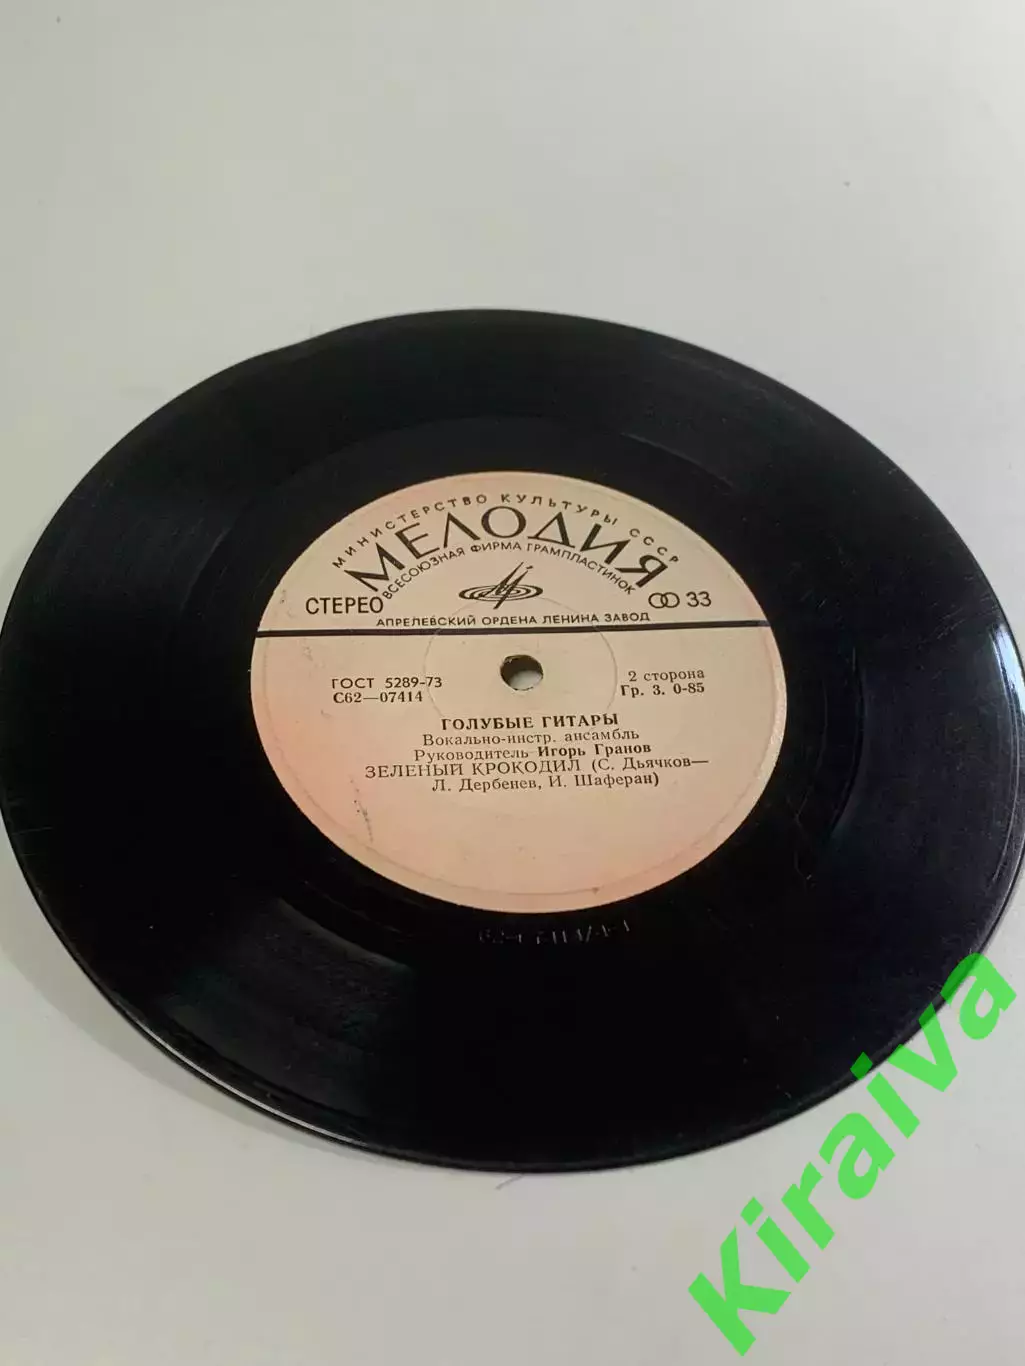 МИНИСТЕРСТВО КУЛЬТУРЫ СССР
МЕЛОДИЯ
ВСЕСОЮЗНАЯ ФИРМА ГРАМПЛАСТИНОК
СТЕРЕО
33
АПРЕЛЕВСКИЙ ОРДЕНА ЛЕНИНА ЗАВОД
ГОСТ 5289-73
2 сторона
С62—07414
Гр. 3. 0-85
ГОЛУБЫЕ ГИТАРЫ
Вокально-инстр. ансамбль
Руководитель Игорь Гранов
ЗЕЛЕНЫЙ КРОКОДИЛ (С. Дьячков—
Л. Дербенев, И. Шаферан)
Kiraiva